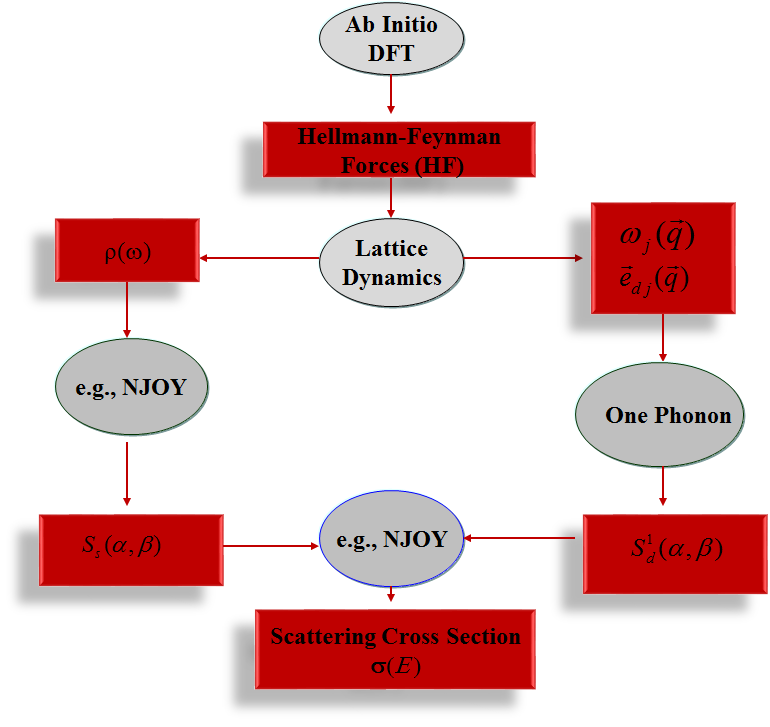 Ab Initio
DFT
Hellmann-Feynman
Forces (HF)
ρ(ω)
Lattice
Dynamics
ω_j(q⃗)
e⃗_{d j}(q⃗)
e.g., NJOY
One Phonon
S_s(α, β)
e.g., NJOY
S_d^1(α, β)
Scattering Cross Section
σ(E)